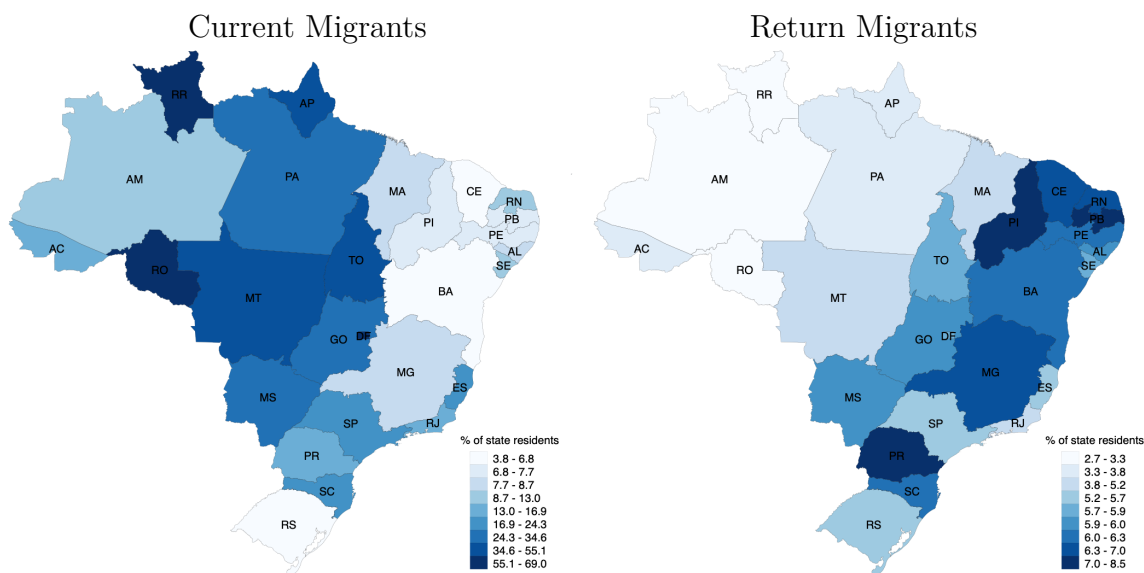 Current Migrants
RR
AP
AM
PA
MA
CE
RN
PB
PI
PE
AL
SE
AC
RO
TO
BA
MT
GO
DF
MG
MS
ES
SP
RJ
PR
SC
RS
% of state residents
3.8 - 6.8
6.8 - 7.7
7.7 - 8.7
8.7 - 13.0
13.0 - 16.9
16.9 - 24.3
24.3 - 34.6
34.6 - 55.1
55.1 - 69.0
Return Migrants
RR
AP
AM
PA
MA
CE
RN
PB
PI
PE
AL
SE
AC
RO
TO
BA
MT
GO
DF
MG
MS
ES
SP
RJ
PR
SC
RS
% of state residents
2.7 - 3.3
3.3 - 3.8
3.8 - 5.2
5.2 - 5.7
5.7 - 5.9
5.9 - 6.0
6.0 - 6.3
6.3 - 7.0
7.0 - 8.5